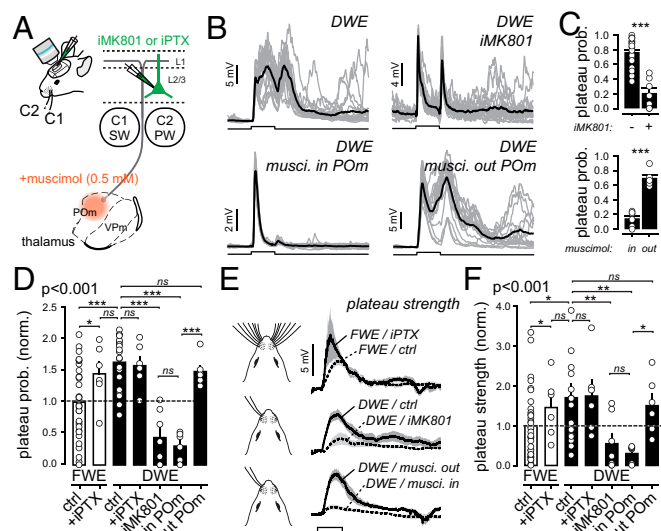 A
iMK801 or iPTX
L1
L2/3
C2 C1
C1
SW
C2
PW
+muscimol (0.5 mM)
POm
VPm
thalamus
B
DWE
5 mV
DWE
iMK801
4 mV
DWE
musci. in POm
2 mV
DWE
musci. out POm
5 mV
C
***
plateau prob.
1.0
0.8
0.6
0.4
0.2
0
iMK801: - +
***
plateau prob.
1.0
0.8
0.6
0.4
0.2
0
muscimol: in out
D
p<0.001
ns
***
***
***
ns
ns
***
*
ns
plateau prob. (norm.)
2.5
2.0
1.5
1.0
0.5
0.0
FWE
DWE
ctrl
+iPTX
ctrl
+iPTX
iMK801
in POm
out POm
E
plateau strength
5 mV
FWE / iPTX
FWE / ctrl
DWE / ctrl
DWE / iMK801
DWE / musci. out
DWE / musci. in
F
p<0.001
ns
**
*
**
*
ns
ns
*
ns
plateau strength (norm.)
4.0
3.0
2.0
1.0
0
FWE
DWE
ctrl
+iPTX
ctrl
+iPTX
iMK801
in POm
out POm